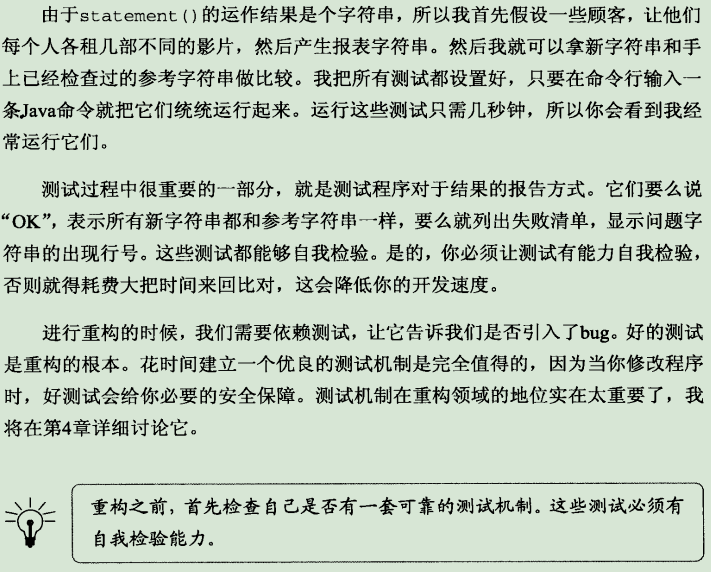 由于statement()的运作结果是个字符串，所以我首先假设一些顾客，让他们
每个人各租几部不同的影片，然后产生报表字符串。然后我就可以拿新字符串和手
上已经检查过的参考字符串做比较。我把所有测试都设置好，只要在命令行输入一
条Java命令就把它们统统运行起来。运行这些测试只需几秒钟，所以你会看到我经
常运行它们。
测试过程中很重要的一部分，就是测试程序对于结果的报告方式。它们要么说
“OK”，表示所有新字符串都和参考字符串一样，要么就列出失败清单，显示问题字
符串的出现行号。这些测试都能够自我检验。是的，你必须让测试有能力自我检验，
否则就得耗费大把时间来回比对，这会降低你的开发速度。
进行重构的时候，我们需要依赖测试，让它告诉我们是否引入了bug。好的测试
是重构的根本。花时间建立一个优良的测试机制是完全值得的，因为当你修改程序
时，好测试会给你必要的安全保障。测试机制在重构领域的地位实在太重要了，我
将在第4章详细讨论它。
重构之前，首先检查自己是否有一套可靠的测试机制。这些测试必须有
自我检验能力。